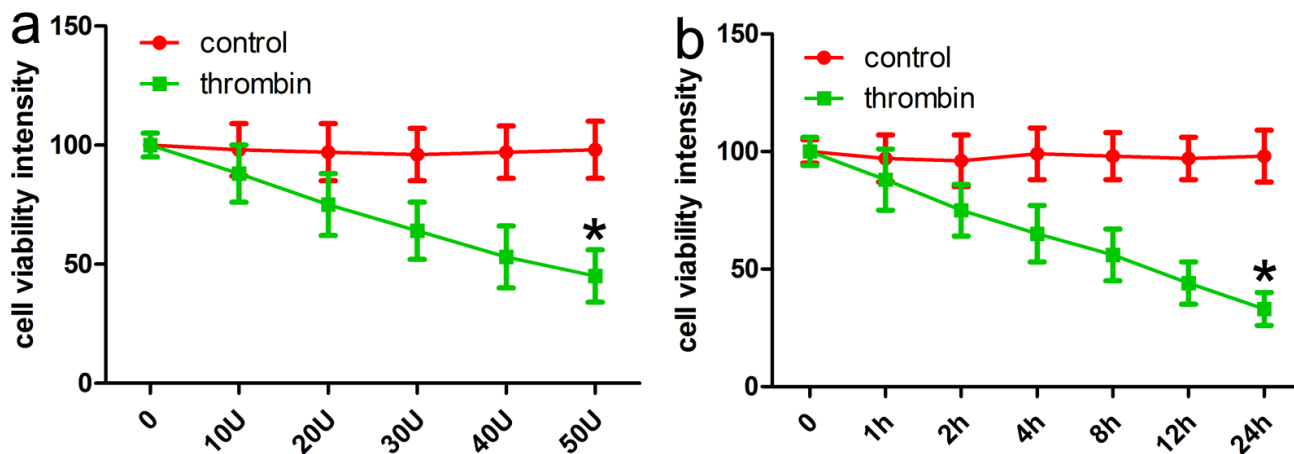 a
control
thrombin
cell viability intensity
150
100
50
0
0 10U 20U 30U 40U 50U
*
b
control
thrombin
cell viability intensity
150
100
50
0
0 1h 2h 4h 8h 12h 24h
*